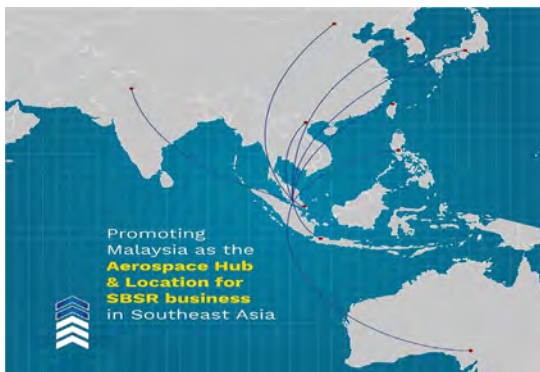 Promoting
Malaysia as the
Aerospace Hub
& Location for
SBSR business
in Southeast Asia